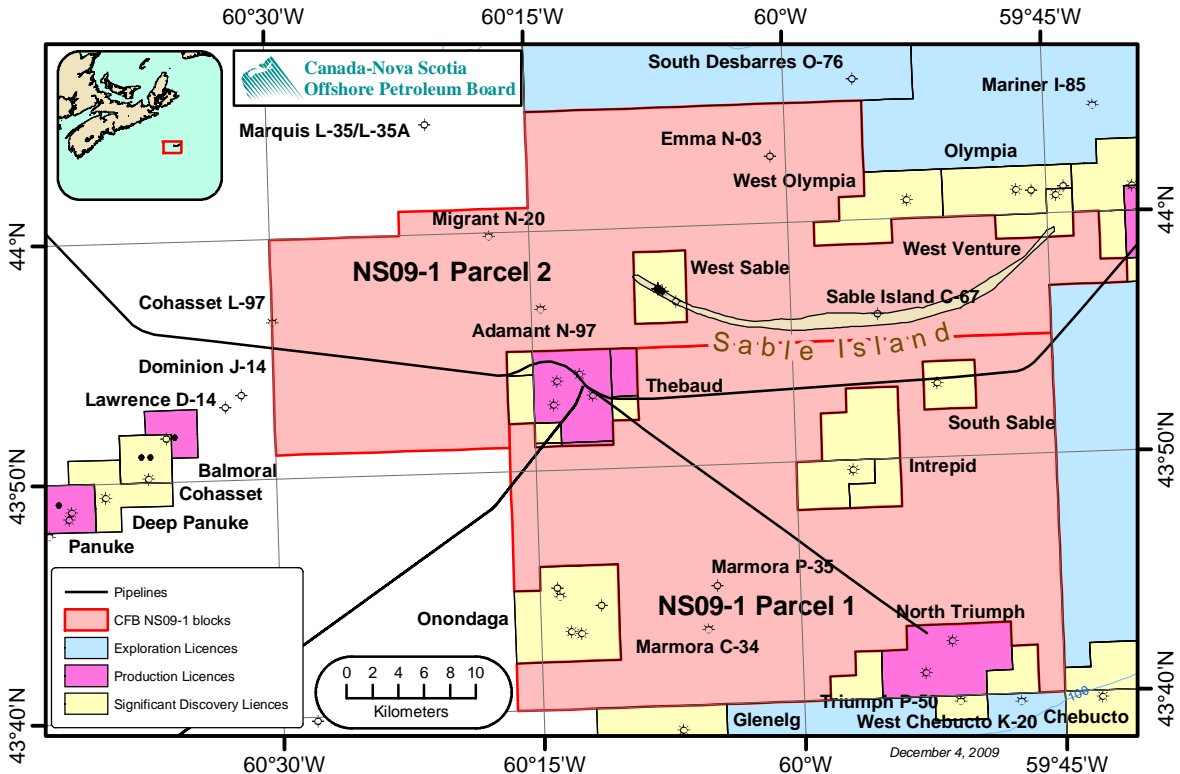 60°30'W
60°15'W
60°W
59°45'W
Canada-Nova Scotia
Offshore Petroleum Board
South Desbarres O-76
Mariner I-85
Marquis L-35/L-35A
Emma N-03
Olympia
West Olympia
44°N
44°N
Migrant N-20
West Venture
NS09-1 Parcel 2
West Sable
Cohasset L-97
Sable Island C-67
Adamant N-97
Sable Island
Dominion J-14
Thebaud
Lawrence D-14
South Sable
43°50'N
43°50'N
Balmoral
Intrepid
Cohasset
Deep Panuke
Panuke
Marmora P-35
Pipelines
CFB NS09-1 blocks
Exploration Licences
Production Licences
Significant Discovery Liences
NS09-1 Parcel 1
North Triumph
Onondaga
Marmora C-34
0 2 4 6 8 10
Kilometers
43°40'N
43°40'N
100
Triumph P-50
Glenelg
West Chebucto K-20
Chebucto
December 4, 2009
60°30'W
60°15'W
60°W
59°45'W